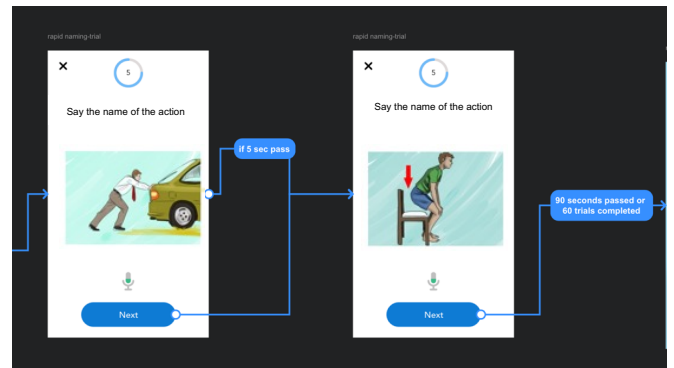 rapid naming-trial
5
Say the name of the action
Next
if 5 sec pass
rapid naming-trial
5
Say the name of the action
Next
90 seconds passed or
60 trials completed